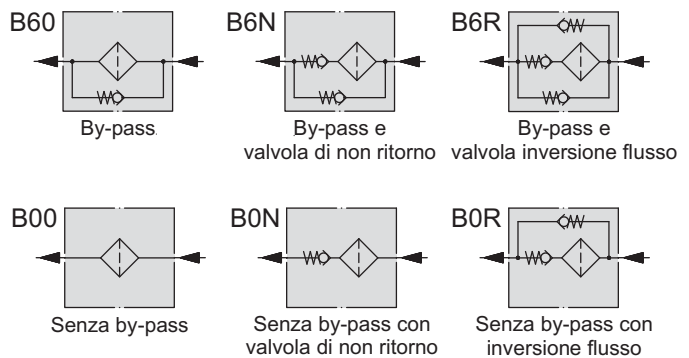 B60
B6N
B6R
By-pass.
By-pass e
valvola di non ritorno
By-pass e
valvola inversione flusso
B00
B0N
B0R
Senza by-pass
Senza by-pass con
valvola di non ritorno
Senza by-pass con
inversione flusso